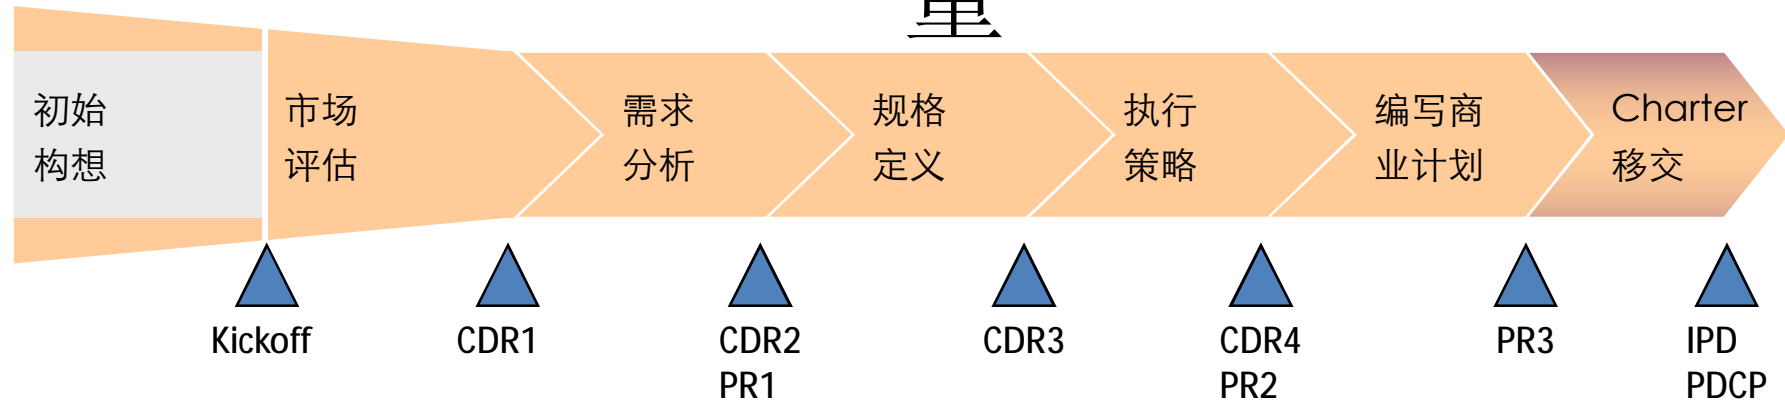 初始
构想
市场
评估
需求
分析
规格
定义
执行
策略
编写商
业计划
Charter
移交
Kickoff
CDR1
CDR2
PR1
CDR3
CDR4
PR2
PR3
IPD
PDCP